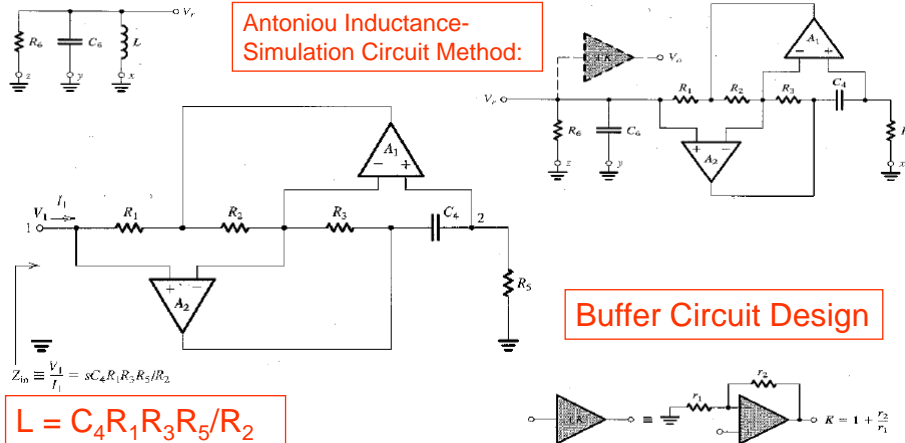 Antoniou Inductance-
Simulation Circuit Method:
V_r
R_6
C_6
L
z
y
x
A_1
− +
+K
V_o
R_1
R_2
R_3
C_4
V_r
R_6
C_6
+ −
A_2
z
y
x
A_1
− +
I_1
V_1
1
R_1
R_2
R_3
C_4
2
+ −
A_2
R_5
Z_in ≡ V_1/I_1 = sC_4R_1R_3R_5/R_2
L = C_4R_1R_3R_5/R_2
Buffer Circuit Design
+K
≡
r_1
r_2
K = 1 + r_2/r_1